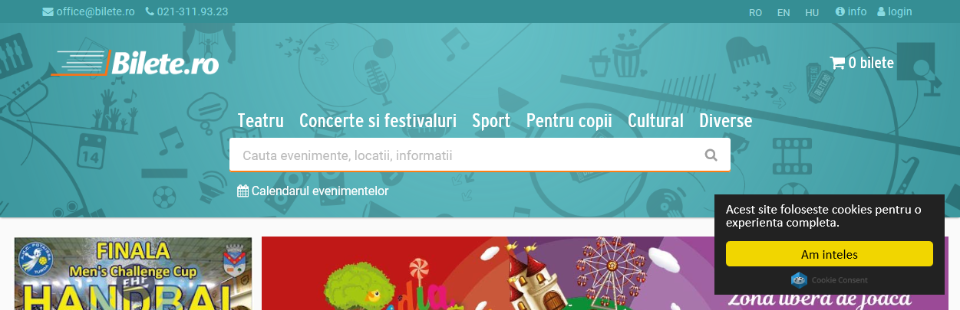 office@bilete.ro 021-311.93.23 RO EN HU info login
Bilete.ro 0 bilete
Teatru Concerte si festivaluri Sport Pentru copii Cultural Diverse
Cauta evenimente, locatii, informatii
Calendarul evenimentelor
Acest site foloseste cookies pentru o
experienta completa.
Am inteles
Cookie Consent
FINALA
Men's Challenge Cup
EHF
HANDBAL
Zona libera de joaca